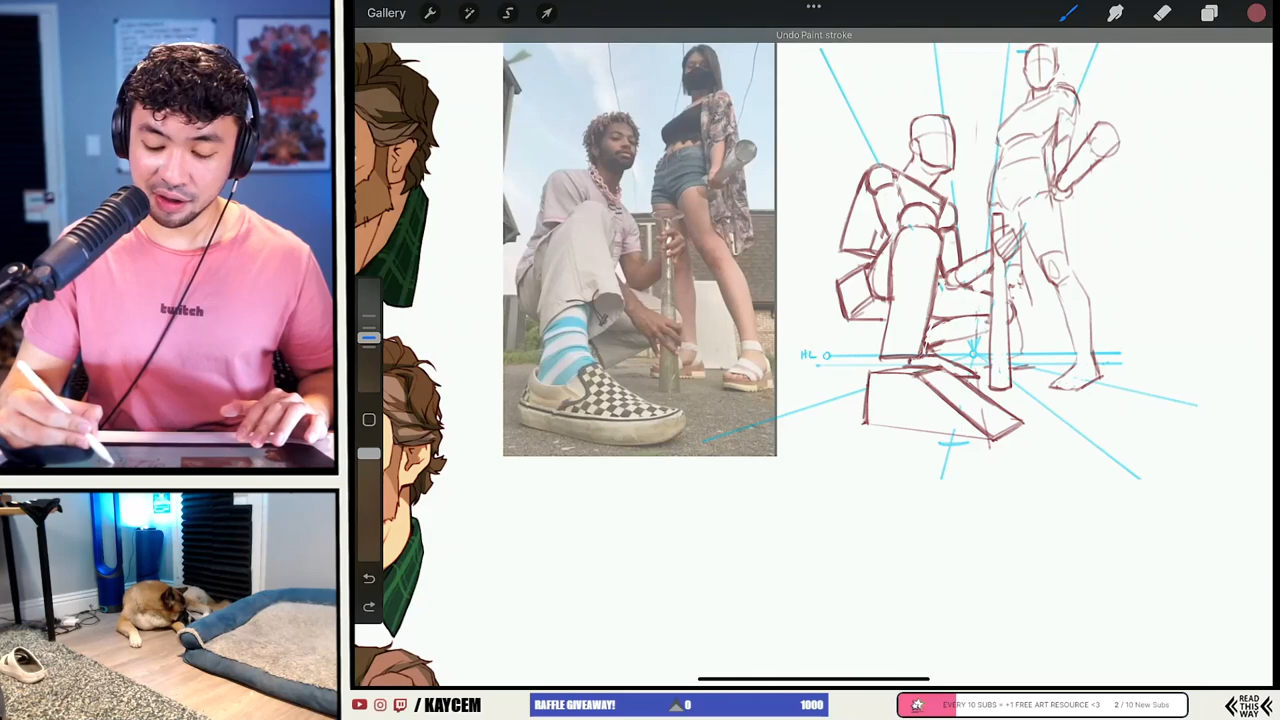 Gallery
Undo Paint stroke
twitch
HL
/ KAYCEM
RAFFLE GIVEAWAY!
0
1000
EVERY 10 SUBS = +1 FREE ART RESOURCE <3
2 / 10 New Subs
READ
THIS
WAY